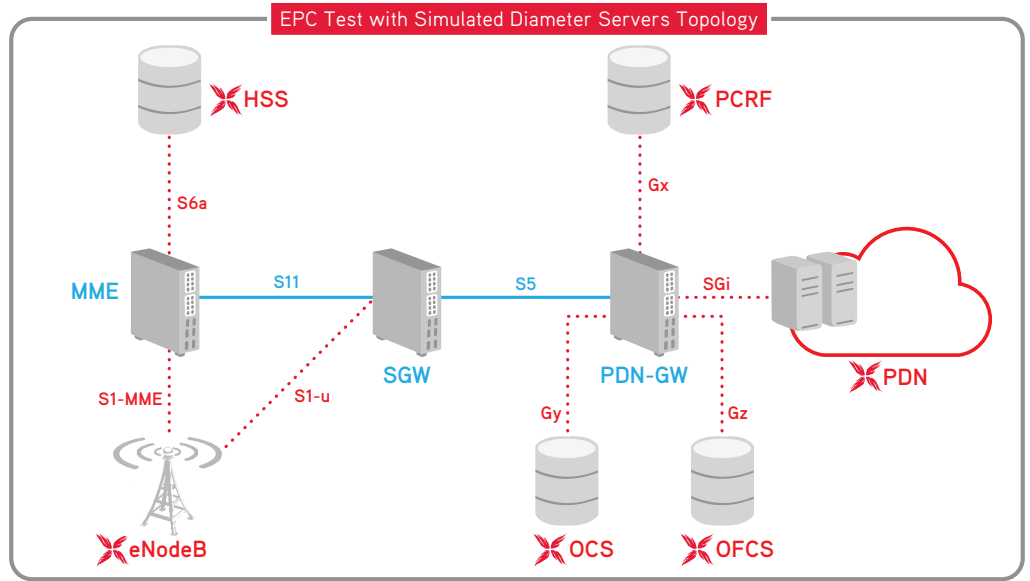 EPC Test with Simulated Diameter Servers Topology
HSS
PCRF
S6a
Gx
MME
S11
S5
SGi
SGW
PDN-GW
PDN
S1-MME
S1-u
Gy
Gz
eNodeB
OCS
OFCS